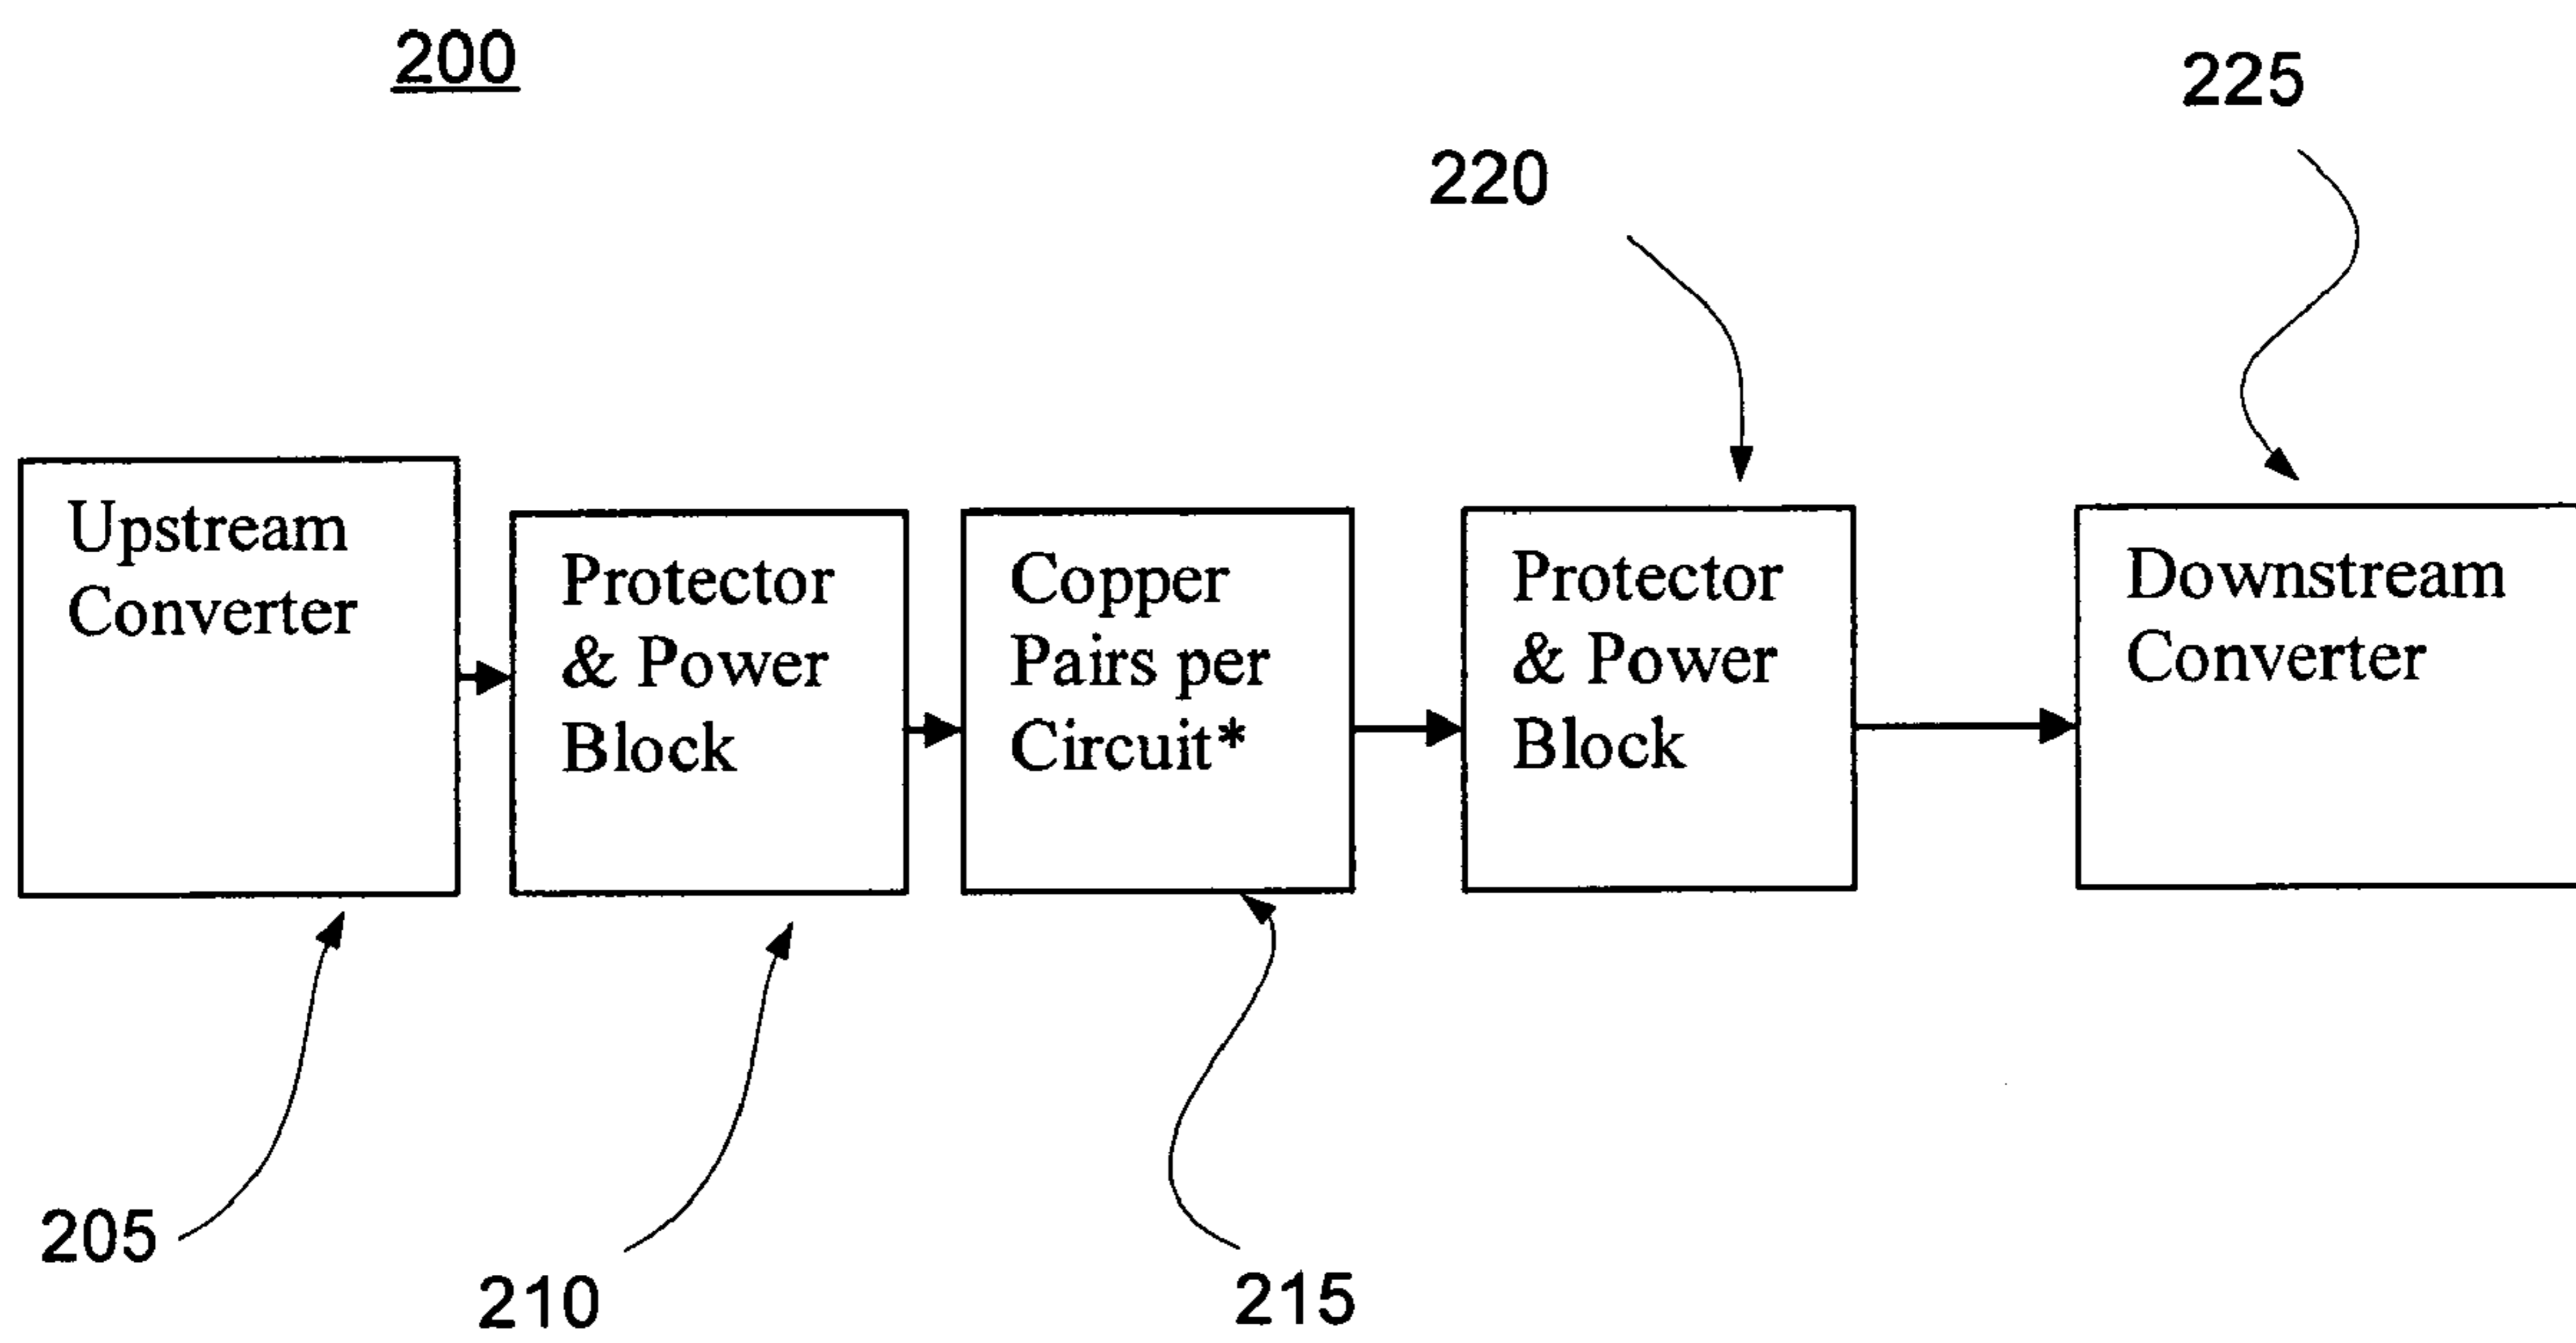 200
225
220
Upstream
Converter
Protector
& Power
Block
Copper
Pairs per
Circuit*
Protector
& Power
Block
Downstream
Converter
205
210
215